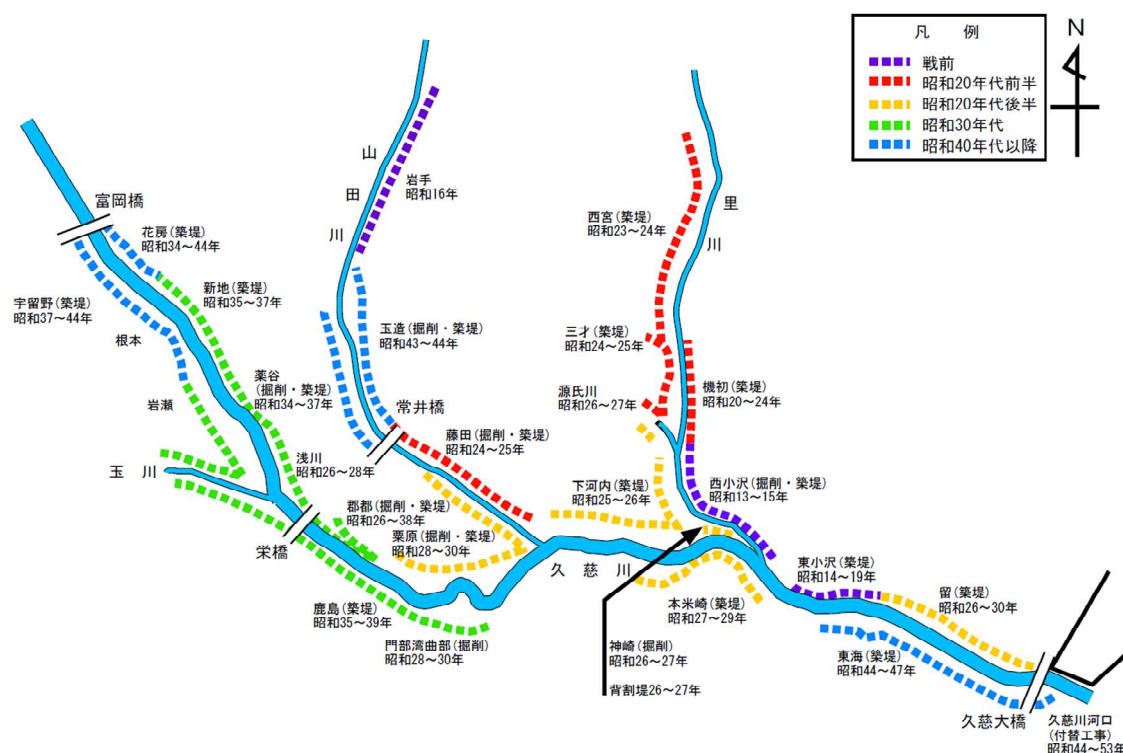 凡 例
戦前
昭和20年代前半
昭和20年代後半
昭和30年代
昭和40年代以降
N
富岡橋
花房(築堤)
昭和34~44年
宇留野(築堤)
昭和37~44年
新地(築堤)
昭和35~37年
根本
薬谷
(掘削・築堤)
昭和34~37年
岩瀬
浅川
昭和26~28年
玉 川
栄橋
郡都(掘削・築堤)
昭和26~38年
粟原(掘削・築堤)
昭和28~30年
鹿島(築堤)
昭和35~39年
門部湾曲部(掘削)
昭和28~30年
山田川
岩手
昭和16年
玉造(掘削・築堤)
昭和43~44年
常井橋
藤田(掘削・築堤)
昭和24~25年
久慈川
里川
西宮(築堤)
昭和23~24年
三才(築堤)
昭和24~25年
源氏川
昭和26~27年
機初(築堤)
昭和20~24年
下河内(築堤)
昭和25~26年
西小沢(掘削・築堤)
昭和13~15年
東小沢(築堤)
昭和14~19年
本米崎(築堤)
昭和27~29年
神崎(掘削)
昭和26~27年
背割堤26~27年
留(築堤)
昭和26~30年
東海(築堤)
昭和44~47年
久慈大橋
久慈川河口
(付替工事)
昭和44~53年